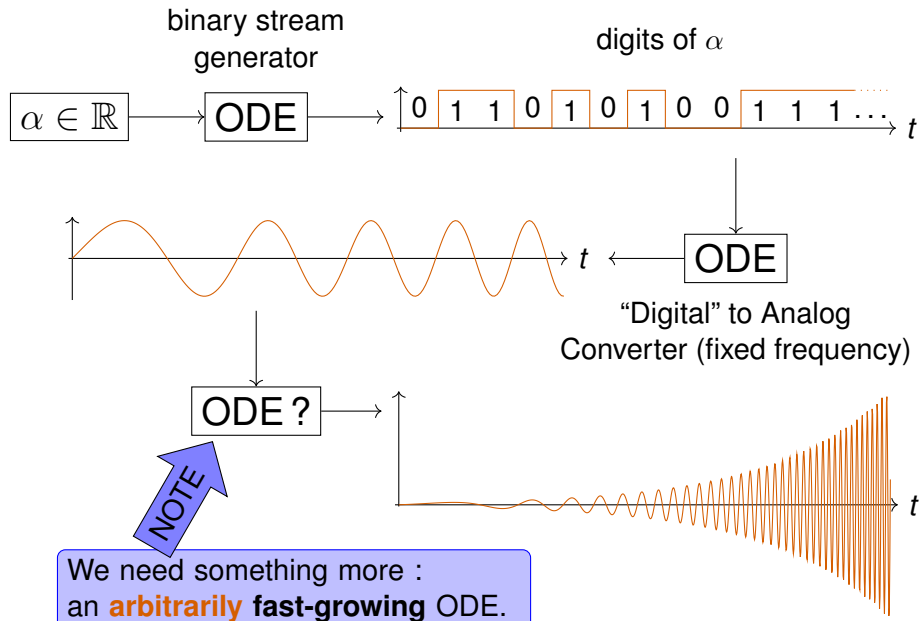 binary stream
generator
digits of α
α ∈ ℝ
ODE
0 1 1 0 1 0 1 0 0 1 1 1 ...
t
t
ODE
“Digital” to Analog
Converter (fixed frequency)
ODE ?
t
NOTE
We need something more :
an arbitrarily fast-growing ODE.